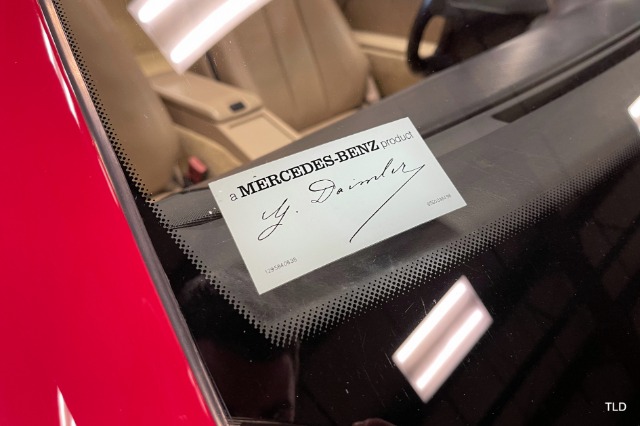 a MERCEDES-BENZ product
G. Daimler
TLD